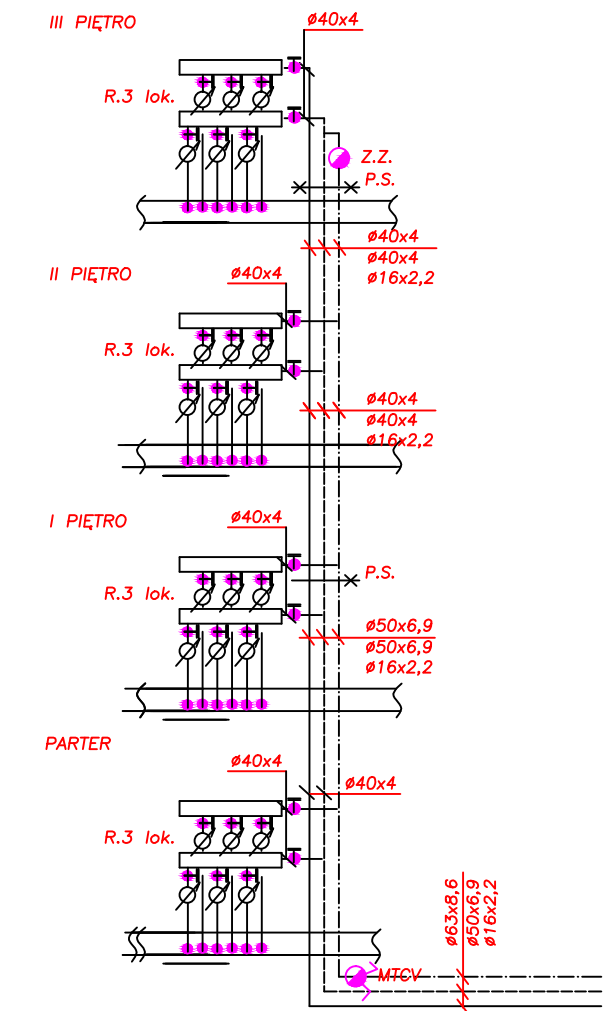 III PIĘTRO
Ø40x4
R.3 lok.
Z.Z.
P.S.
Ø40x4
Ø40x4
Ø16x2,2
II PIĘTRO
Ø40x4
R.3 lok.
Ø40x4
Ø40x4
Ø16x2,2
I PIĘTRO
Ø40x4
P.S.
R.3 lok.
Ø50x6,9
Ø50x6,9
Ø16x2,2
PARTER
Ø40x4
Ø40x4
R.3 lok.
Ø63x8,6
Ø50x6,9
Ø16x2,2
MTCV